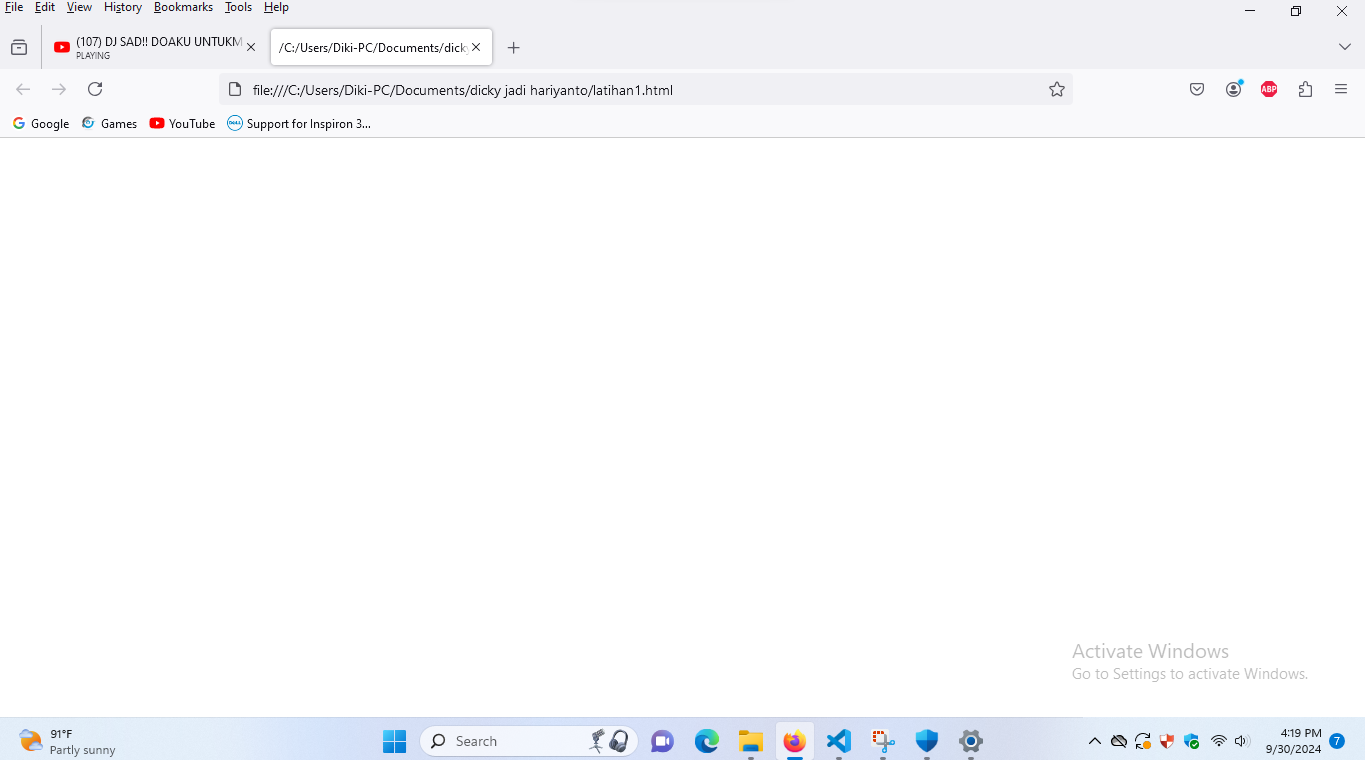 File Edit View History Bookmarks Tools Help
(107) DJ SAD!! DOAKU UNTUKM
PLAYING
/C:/Users/Diki-PC/Documents/dick
file:///C:/Users/Diki-PC/Documents/dicky jadi hariyanto/latihan1.html
ABP
Google Games YouTube DELL Support for Inspiron 3...
Activate Windows
Go to Settings to activate Windows.
91°F
Partly sunny
Search
4:19 PM
9/30/2024
7